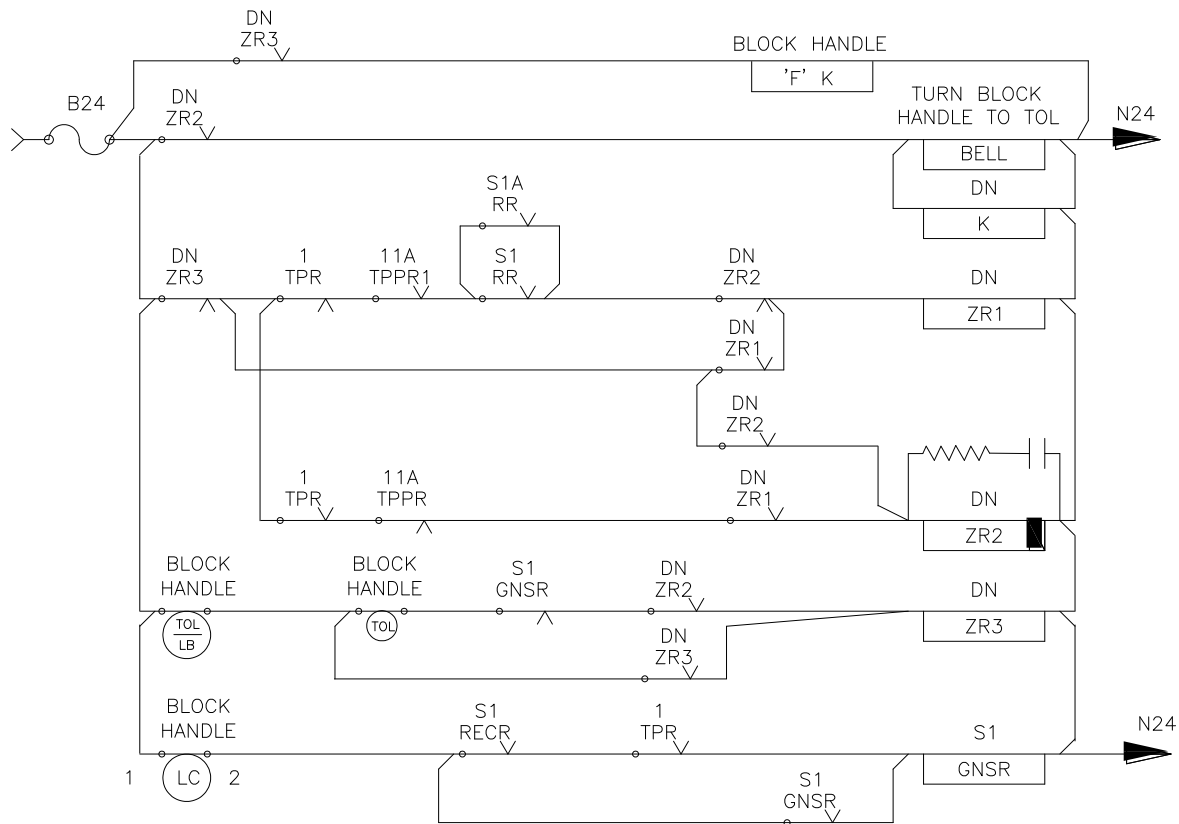 DN
ZR3
BLOCK HANDLE
'F' K
B24
DN
ZR2
TURN BLOCK
HANDLE TO TOL
N24
BELL
DN
K
S1A
RR
DN
ZR3
1
TPR
11A
TPPR1
S1
RR
DN
ZR2
DN
ZR1
DN
ZR1
DN
ZR2
1
TPR
11A
TPPR
DN
ZR1
DN
ZR2
BLOCK
HANDLE
TOL
LB
BLOCK
HANDLE
TOL
S1
GNSR
DN
ZR2
DN
ZR3
DN
ZR3
BLOCK
HANDLE
1 LC 2
S1
RECR
1
TPR
S1
GNSR
N24
S1
GNSR